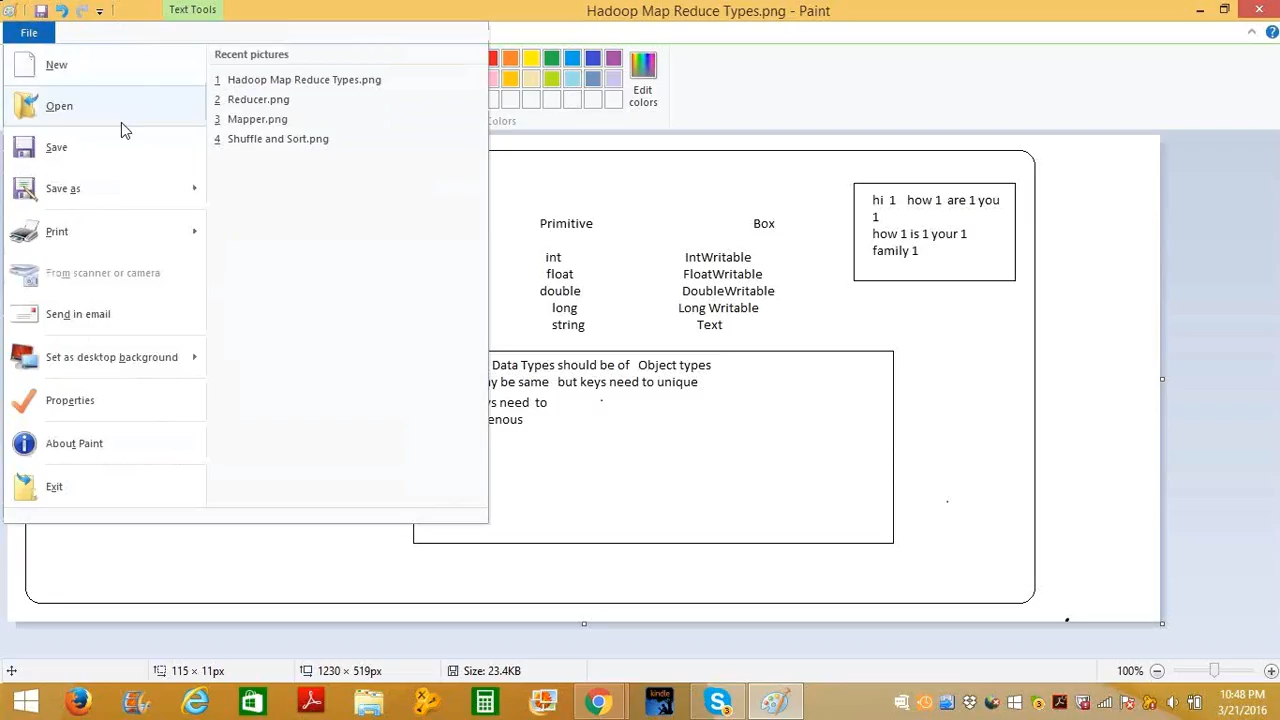 Text Tools
Hadoop Map Reduce Types.png - Paint
File
New
Open
Save
Save as
Print
From scanner or camera
Send in email
Set as desktop background
Properties
About Paint
Exit
Recent pictures
1 Hadoop Map Reduce Types.png
2 Reducer.png
3 Mapper.png
4 Shuffle and Sort.png
Edit
colors
olors
Primitive Box
int IntWritable
float FloatWritable
double DoubleWritable
long Long Writable
string Text
hi 1 how 1 are 1 you
1
how 1 is 1 your 1
family 1
Data Types should be of Object types
y be same but keys need to unique
s need to
enous
115 × 11px
1230 × 519px
Size: 23.4KB
100%
kindle
3
10:48 PM
3/21/2016